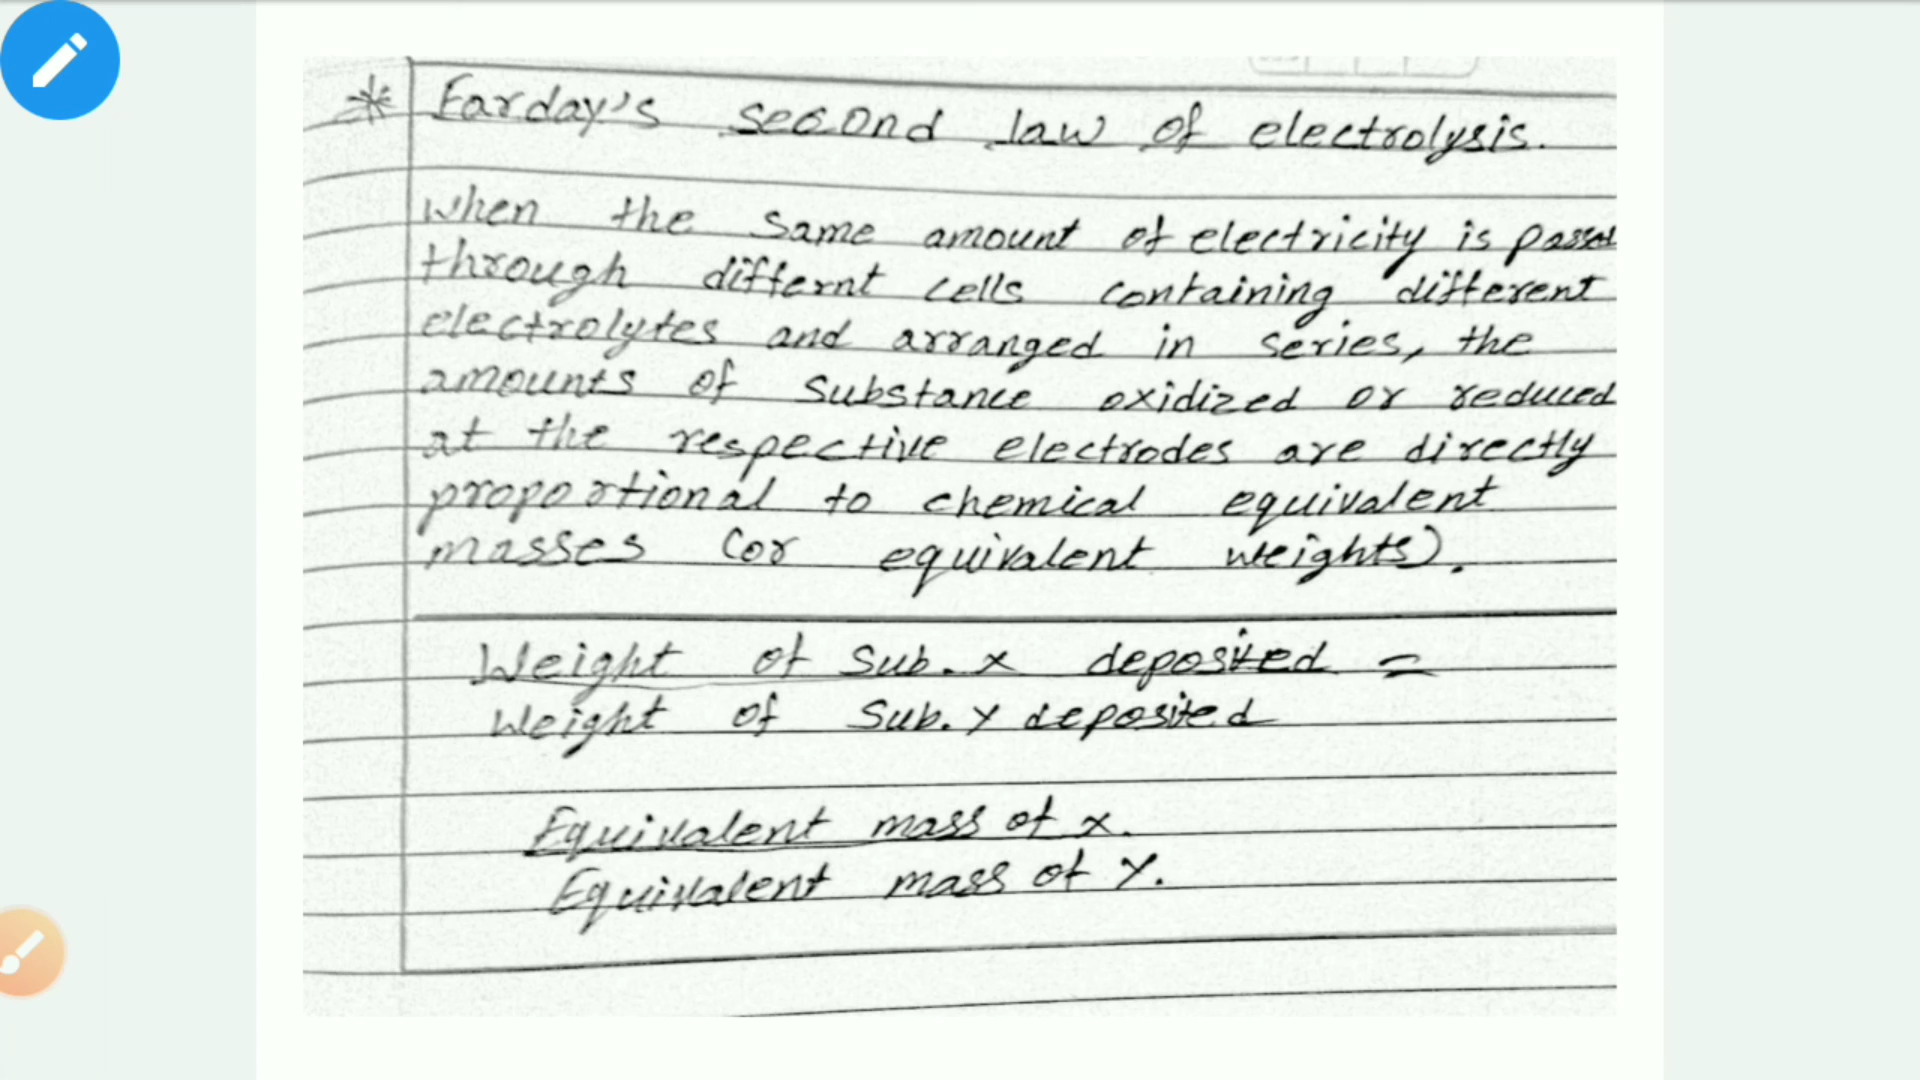 * Farday's second law of electrolysis.
when the same amount of electricity is passed
through differnt cells containing different
electrolytes and arranged in series, the
amounts of substance oxidized or reduced
at the respective electrodes are directly
proportional to chemical equivalent
masses (or equivalent weights).
Weight of Sub. x deposited =
Weight of Sub. y deposited
Equivalent mass of x.
Equivalent mass of y.